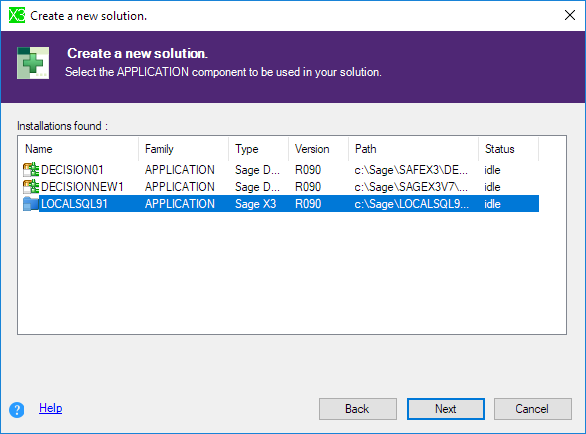 X3 Create a new solution.
Create a new solution.
Select the APPLICATION component to be used in your solution.
Installations found :
Name Family Type Version Path Status
DECISION01 APPLICATION Sage D... R090 c:\Sage\SAFEX3\DE... idle
DECISIONNEW1 APPLICATION Sage D... R090 c:\Sage\SAGEX3V7\... idle
LOCALSQL91 APPLICATION Sage X3 R090 c:\Sage\LOCALSQL9... idle
? Help Back Next Cancel